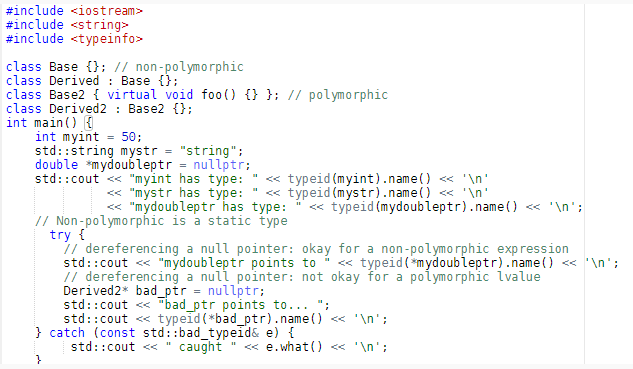 #include <iostream>
#include <string>
#include <typeinfo>
class Base {}; // non-polymorphic
class Derived : Base {};
class Base2 { virtual void foo() {} }; // polymorphic
class Derived2 : Base2 {};
int main() {
int myint = 50;
std::string mystr = "string";
double *mydoubleptr = nullptr;
std::cout << "myint has type: " << typeid(myint).name() << '\n'
<< "mystr has type: " << typeid(mystr).name() << '\n'
<< "mydoubleptr has type: " << typeid(mydoubleptr).name() << '\n';
// Non-polymorphic is a static type
try {
// dereferencing a null pointer: okay for a non-polymorphic expression
std::cout << "mydoubleptr points to " << typeid(*mydoubleptr).name() << '\n';
// dereferencing a null pointer: not okay for a polymorphic lvalue
Derived2* bad_ptr = nullptr;
std::cout << "bad_ptr points to... ";
std::cout << typeid(*bad_ptr).name() << '\n';
} catch (const std::bad_typeid& e) {
std::cout << " caught " << e.what() << '\n';
}